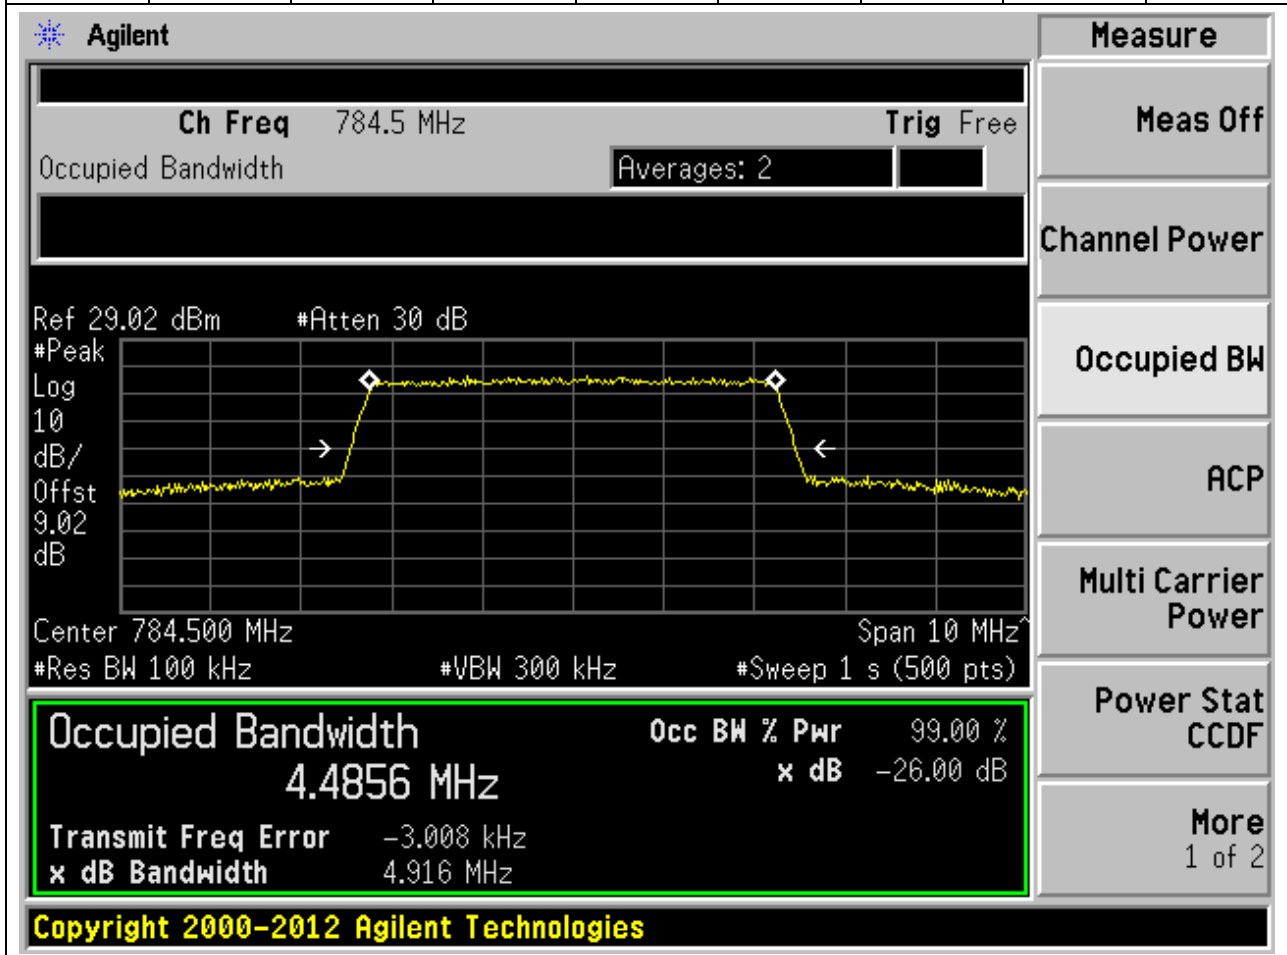 Agilent
Measure
Ch Freq 784.5 MHz Trig Free
Occupied Bandwidth Averages: 2
Meas Off
Channel Power
Occupied BW
ACP
Multi Carrier
Power
Power Stat
CCDF
More
1 of 2
Ref 29.02 dBm #Atten 30 dB
#Peak
Log
10
dB/
Offst
9.02
dB
Center 784.500 MHz Span 10 MHz^
#Res BW 100 kHz #VBW 300 kHz #Sweep 1 s (500 pts)
Occupied Bandwidth Occ BW % Pwr 99.00 %
4.4856 MHz x dB -26.00 dB
Transmit Freq Error -3.008 kHz
x dB Bandwidth 4.916 MHz
Copyright 2000-2012 Agilent Technologies